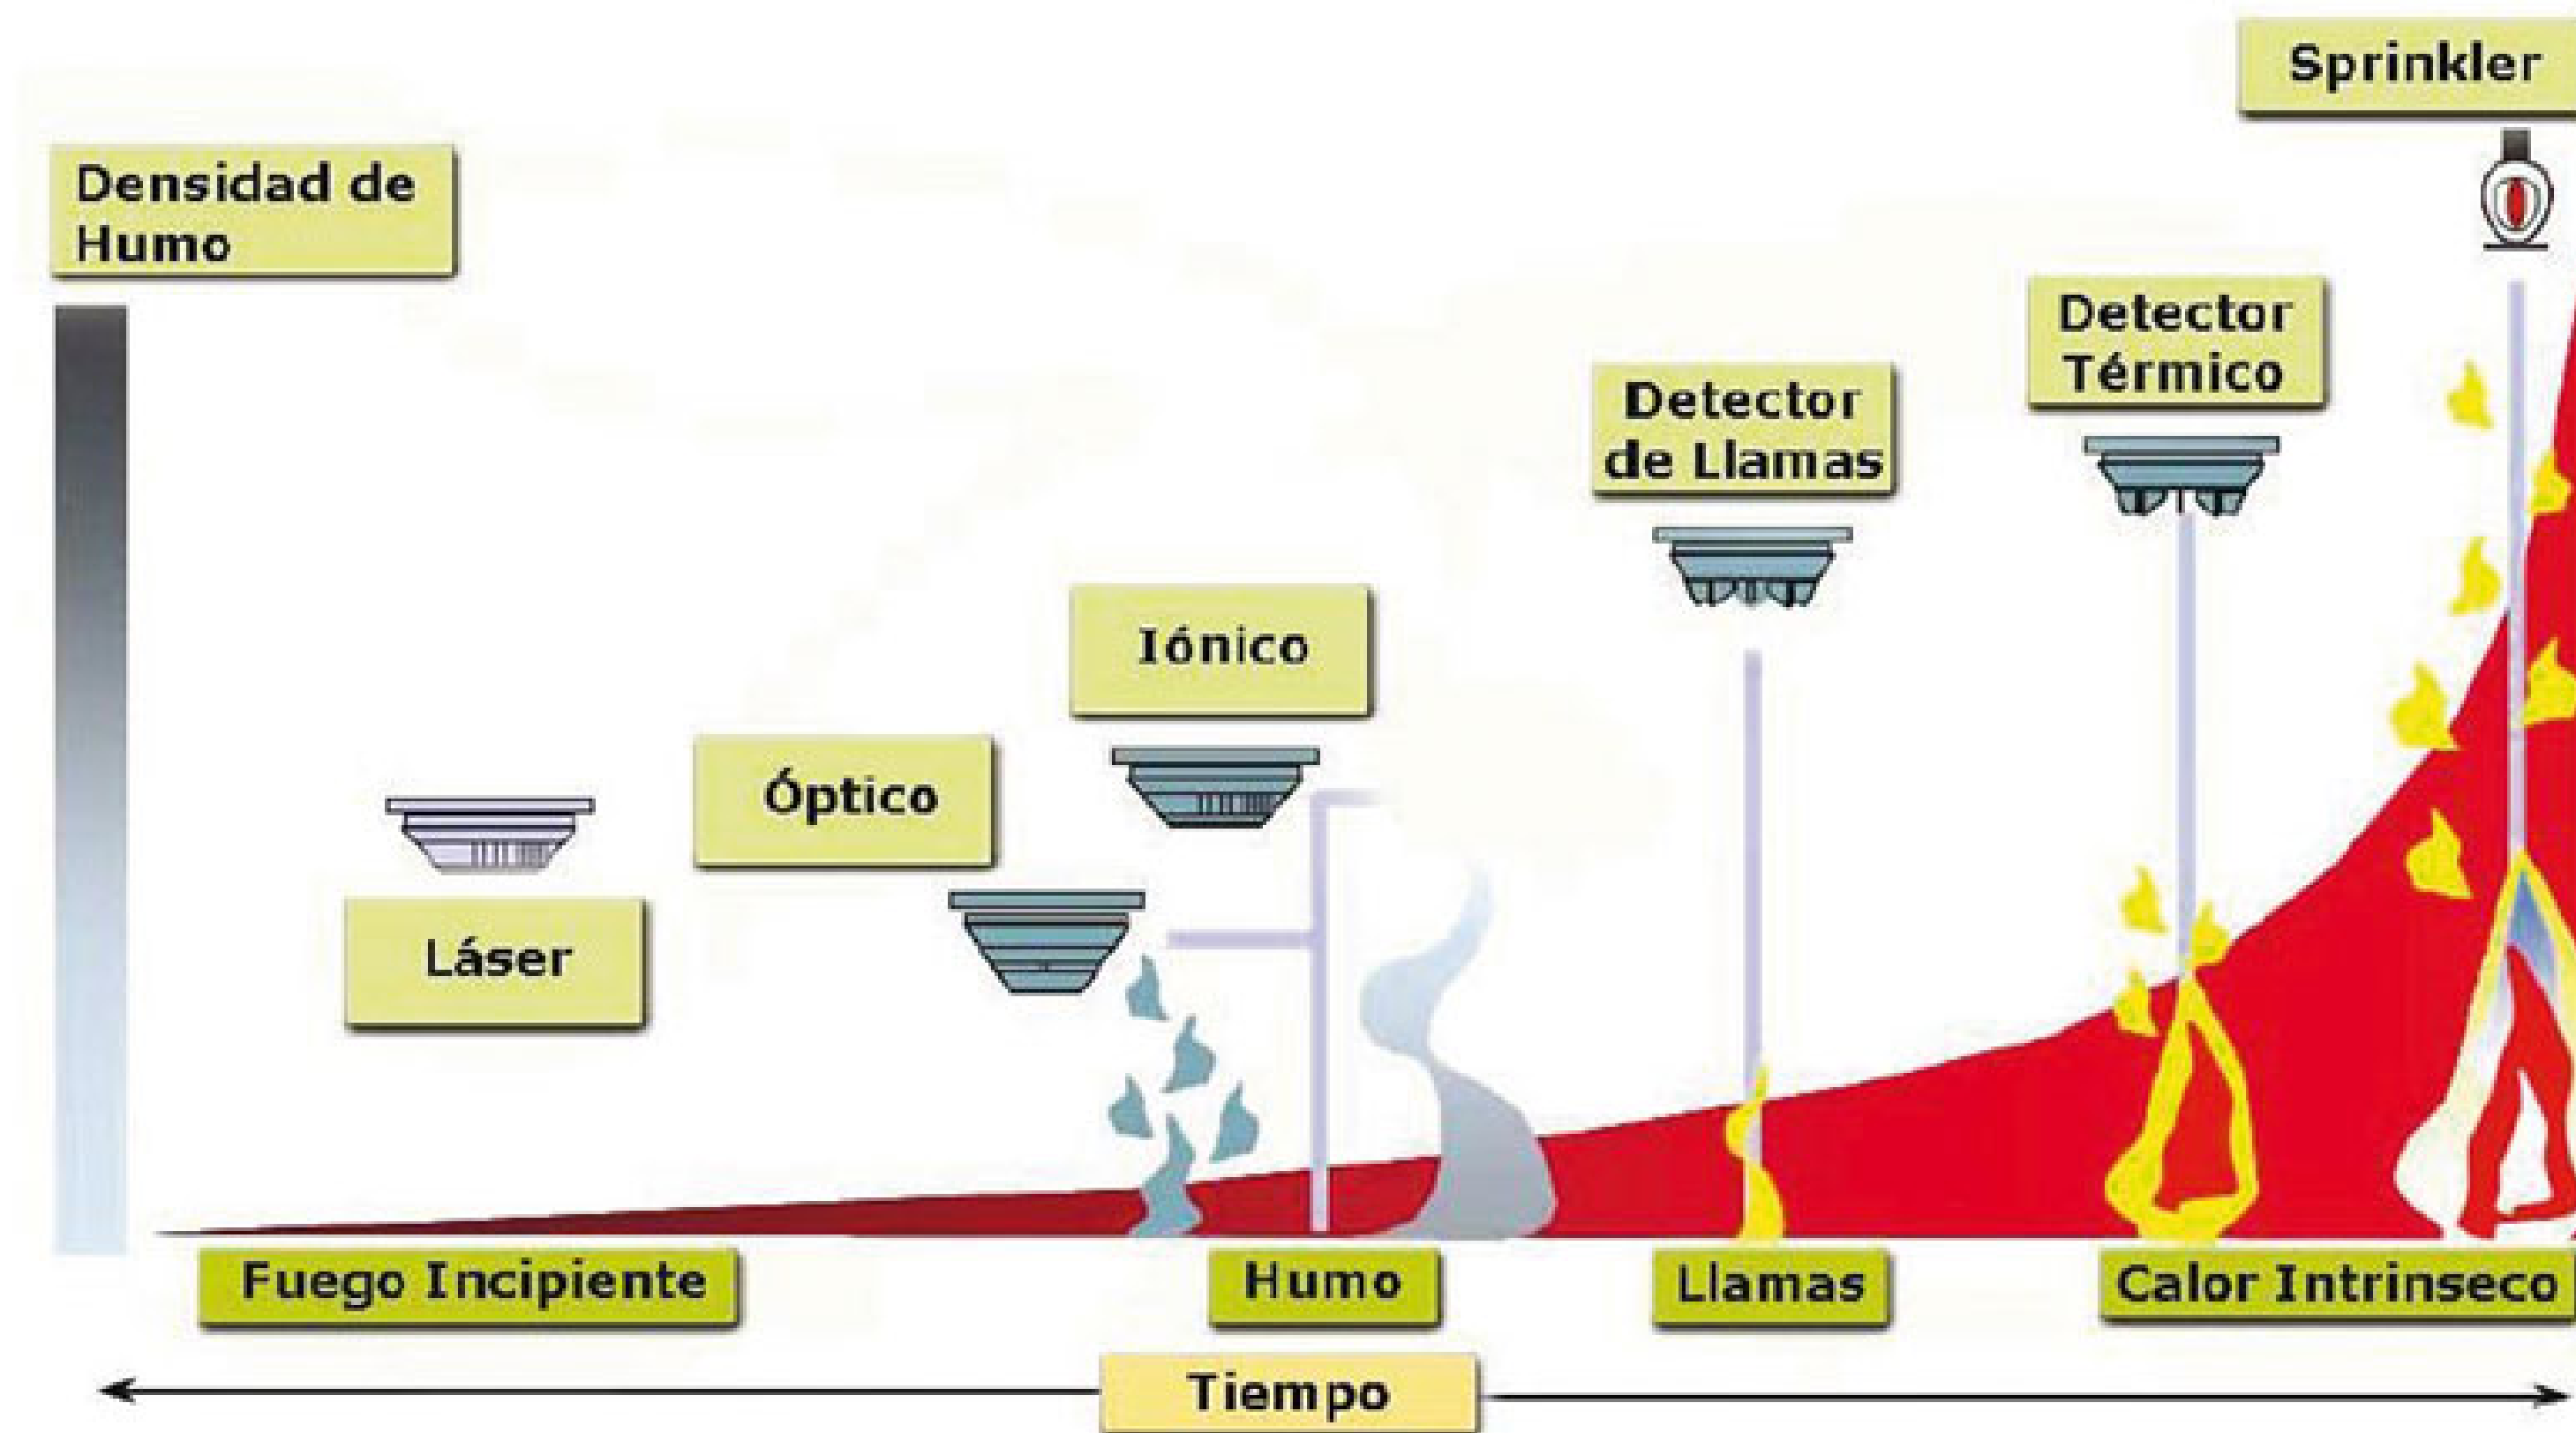 Sprinkler
Densidad de
Humo
Detector
Térmico
Detector
de Llamas
Iónico
Óptico
Láser
Fuego Incipiente
Humo
Llamas
Calor Intrinseco
Tiempo